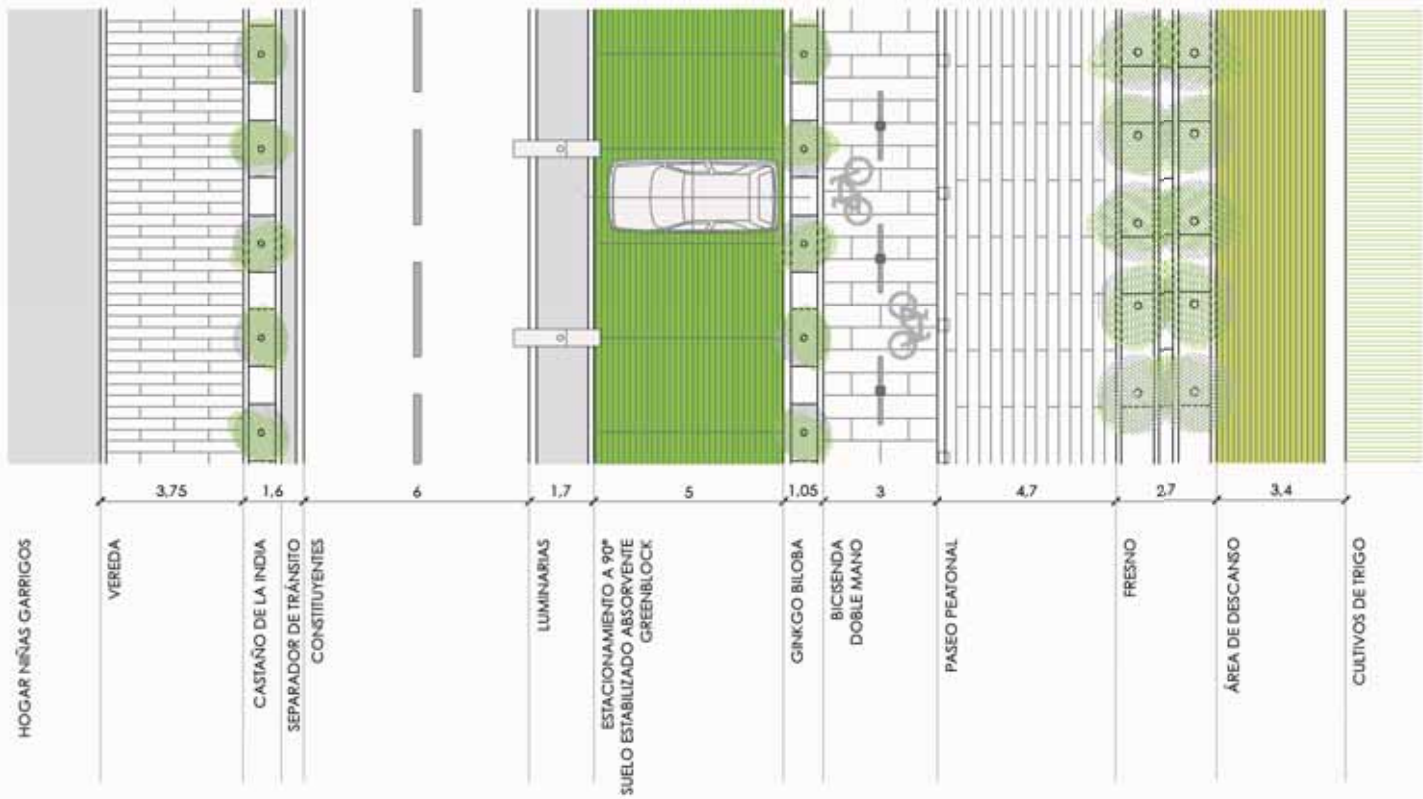 3,75
1,6
6
1,7
5
1,05
3
4,7
2,7
3,4
HOGAR NIÑAS GARRIGOS
VEREDA
CASTAÑO DE LA INDIA
SEPARADOR DE TRÁNSITO
CONSTITUYENTES
LUMINARIAS
ESTACIONAMIENTO A 90º
SUELO ESTABILIZADO ABSORVENTE
GREENBLOCK
GINKGO BILOBA
BICISENDA
DOBLE MANO
PASEO PEATONAL
FRESNO
ÁREA DE DESCANSO
CULTIVOS DE TRIGO